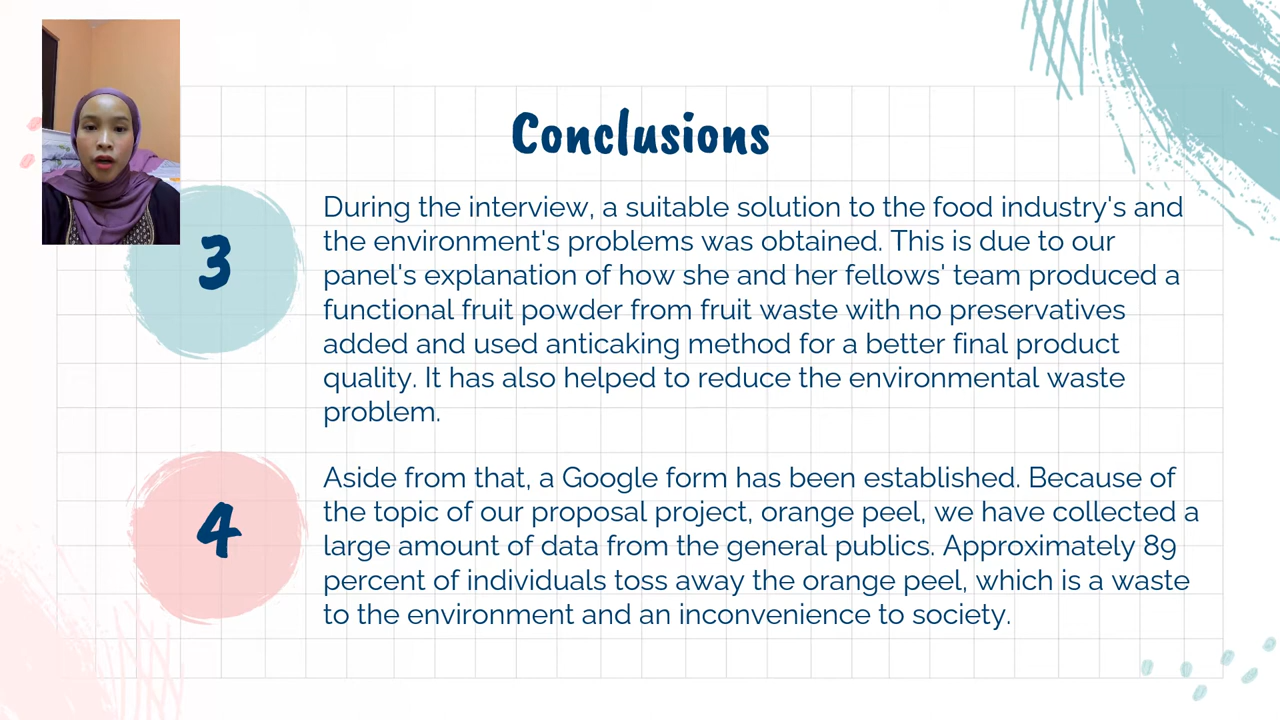 Conclusions
3
During the interview, a suitable solution to the food industry's and
the environment's problems was obtained. This is due to our
panel's explanation of how she and her fellows' team produced a
functional fruit powder from fruit waste with no preservatives
added and used anticaking method for a better final product
quality. It has also helped to reduce the environmental waste
problem.
4
Aside from that, a Google form has been established. Because of
the topic of our proposal project, orange peel, we have collected a
large amount of data from the general publics. Approximately 89
percent of individuals toss away the orange peel, which is a waste
to the environment and an inconvenience to society.